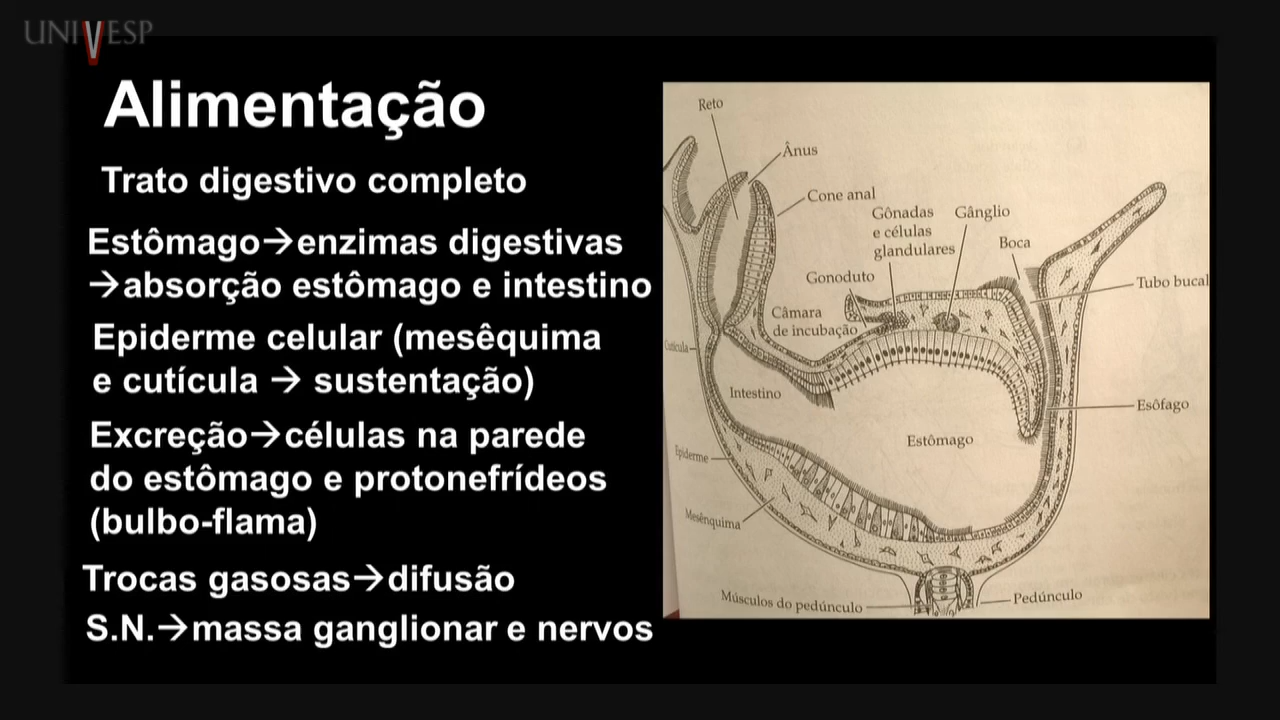 UNIVESP
Alimentação
Trato digestivo completo
Estômago→enzimas digestivas
→absorção estômago e intestino
Epiderme celular (mesêquima
e cutícula → sustentação)
Excreção→células na parede
do estômago e protonefrídeos
(bulbo-flama)
Trocas gasosas→difusão
S.N.→massa ganglionar e nervos
Reto
Ânus
Cone anal
Gônadas
e células
glandulares
Gânglio
Boca
Gonoduto
Tubo bucal
Câmara
de incubação
Cutícula
Intestino
Esôfago
Estômago
Epiderme
Mesênquima
Músculos do pedúnculo
Pedúnculo